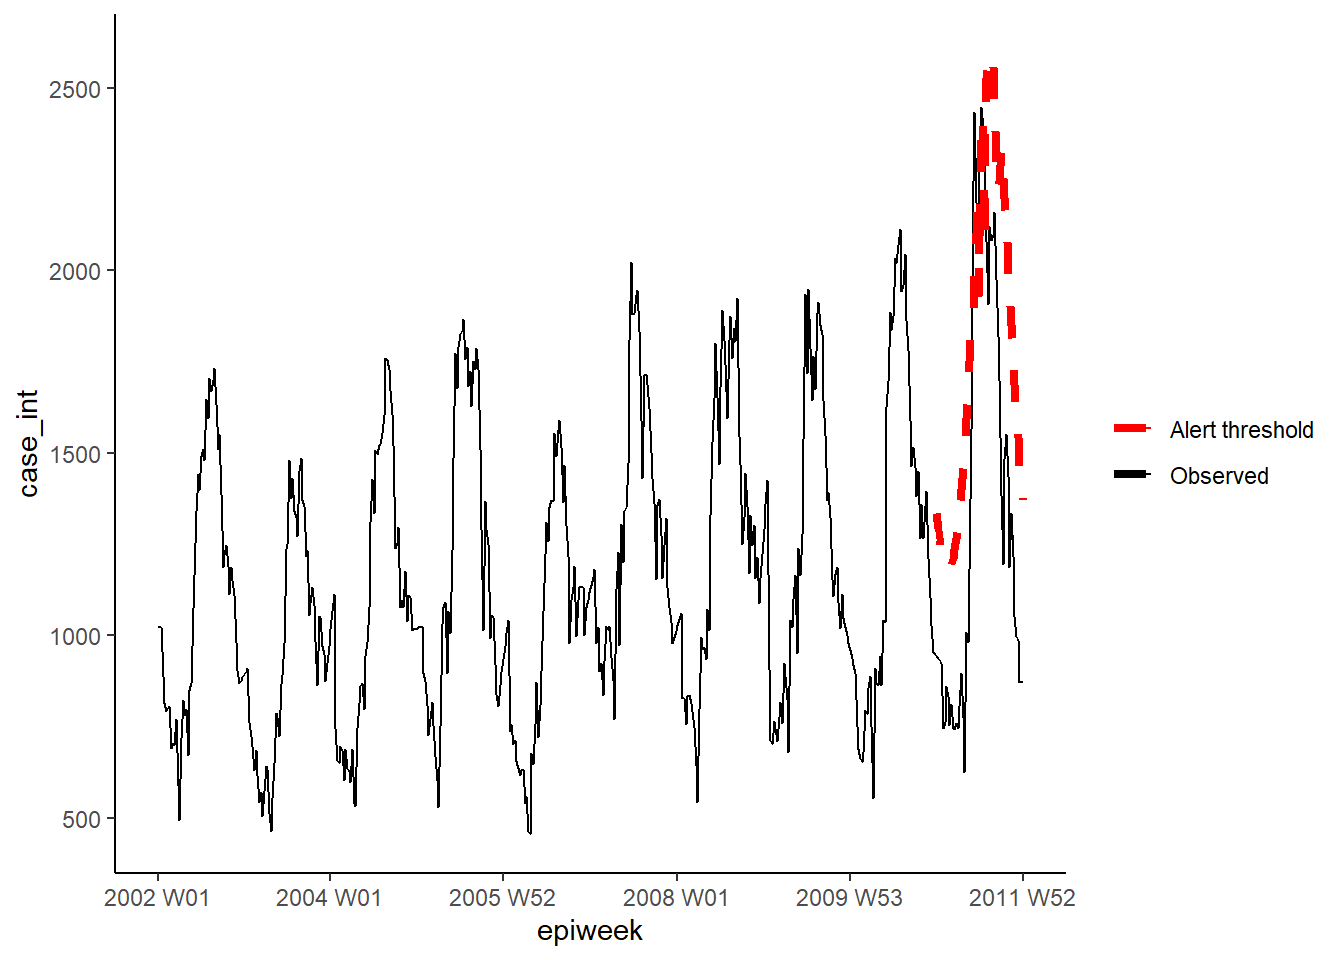 2500
2000
1500
1000
500
case_int
2002 W01
2004 W01
2005 W52
2008 W01
2009 W53
2011 W52
epiweek
Alert threshold
Observed